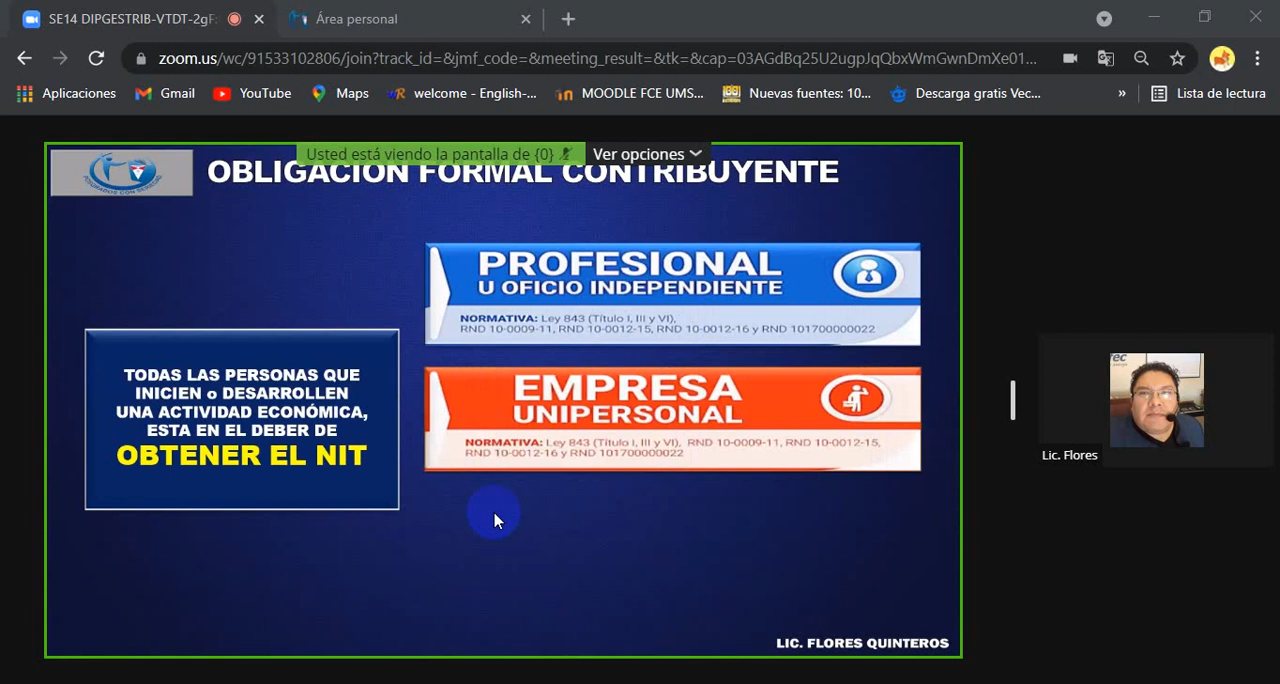 SE14 DIPGESTRIB-VTDT-2gF
Área personal
zoom.us/wc/91533102806/join?track_id=&jmf_code=&meeting_result=&tk=&cap=03AGdBq25U2ugpJqQbxWmGwnDmXe01...
Aplicaciones
Gmail
YouTube
Maps
welcome - English-...
MOODLE FCE UMS...
Nuevas fuentes: 10...
Descarga gratis Vec...
»
Lista de lectura
Usted está viendo la pantalla de {0}
Ver opciones
OBLIGACIÓN FORMAL CONTRIBUYENTE
PROFESIONAL
U OFICIO INDEPENDIENTE
NORMATIVA: Ley 843 (Título I, III y VI),
RND 10-0009-11, RND 10-0012-15, RND 10-0012-16 y RND 101700000022
TODAS LAS PERSONAS QUE
INICIEN o DESARROLLEN
UNA ACTIVIDAD ECONÓMICA,
ESTA EN EL DEBER DE
OBTENER EL NIT
EMPRESA
UNIPERSONAL
NORMATIVA: Ley 843 (Título I, III y VI), RND 10-0009-11, RND 10-0012-15,
RND 10-0012-16 y RND 101700000022
Lic. Flores
LIC. FLORES QUINTEROS